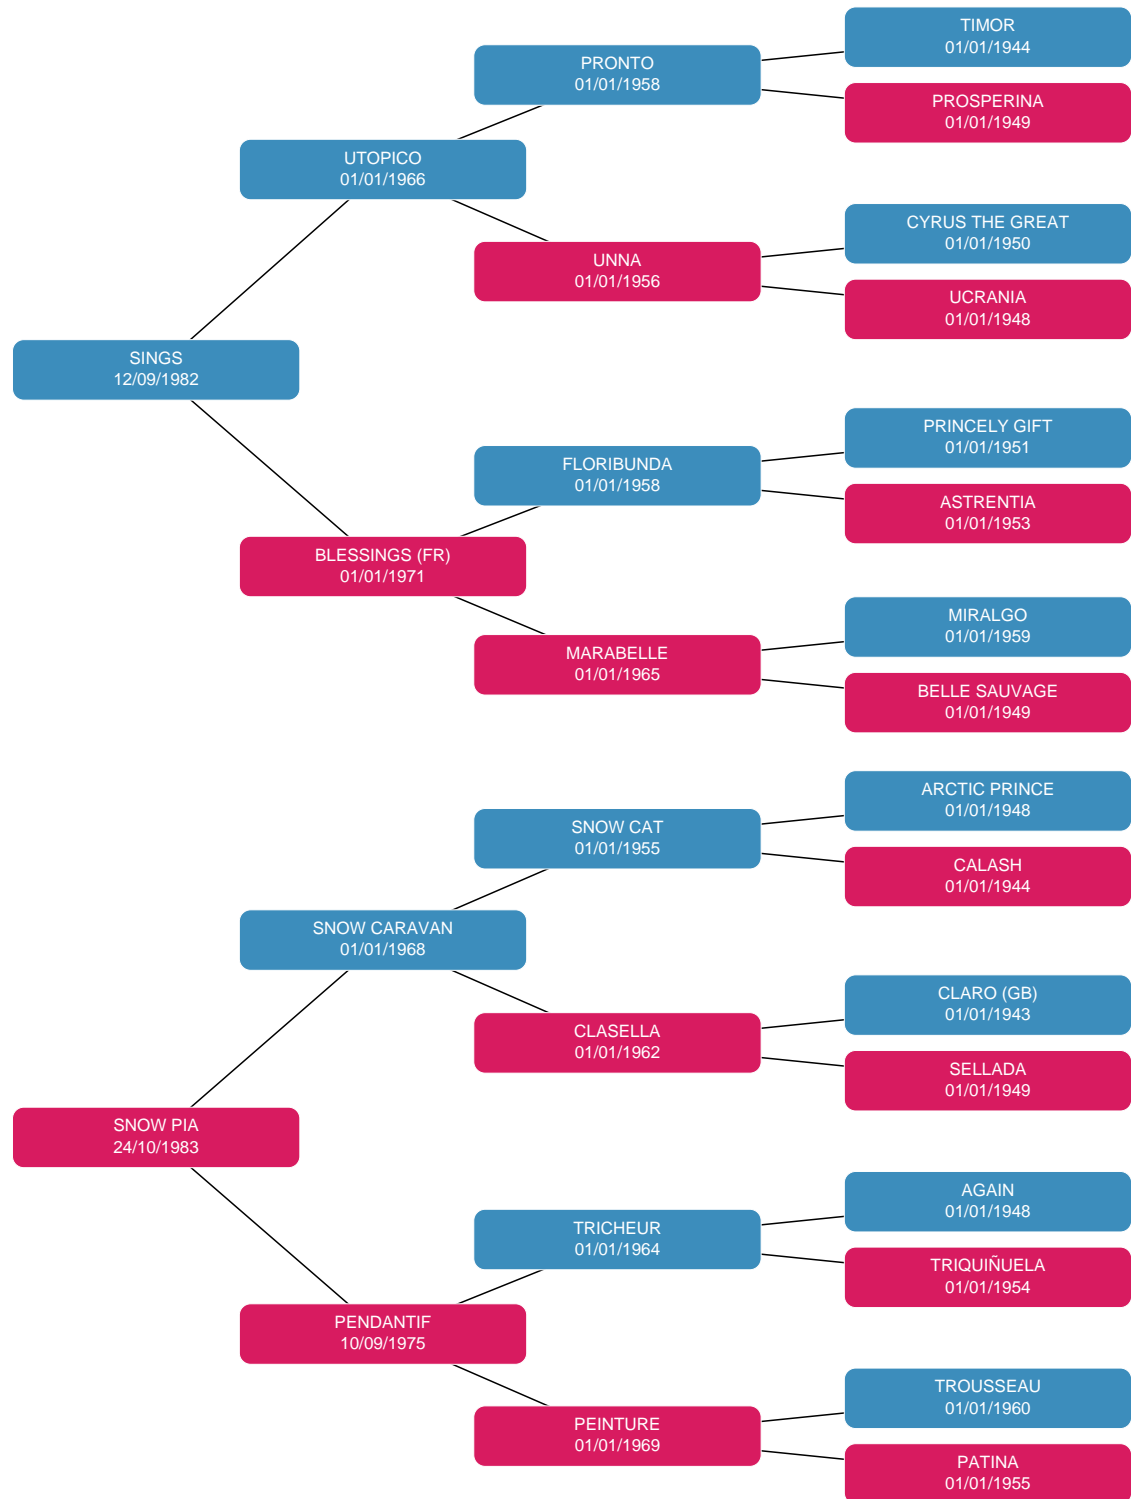 TIMOR
01/01/1944
PRONTO
01/01/1958
PROSPERINA
01/01/1949
UTOPICO
01/01/1966
CYRUS THE GREAT
01/01/1950
UNNA
01/01/1956
UCRANIA
01/01/1948
SINGS
12/09/1982
PRINCELY GIFT
01/01/1951
FLORIBUNDA
01/01/1958
ASTRENTIA
01/01/1953
BLESSINGS (FR)
01/01/1971
MIRALGO
01/01/1959
MARABELLE
01/01/1965
BELLE SAUVAGE
01/01/1949
ARCTIC PRINCE
01/01/1948
SNOW CAT
01/01/1955
CALASH
01/01/1944
SNOW CARAVAN
01/01/1968
CLARO (GB)
01/01/1943
CLASELLA
01/01/1962
SELLADA
01/01/1949
SNOW PIA
24/10/1983
AGAIN
01/01/1948
TRICHEUR
01/01/1964
TRIQUIÑUELA
01/01/1954
PENDANTIF
10/09/1975
TROUSSEAU
01/01/1960
PEINTURE
01/01/1969
PATINA
01/01/1955